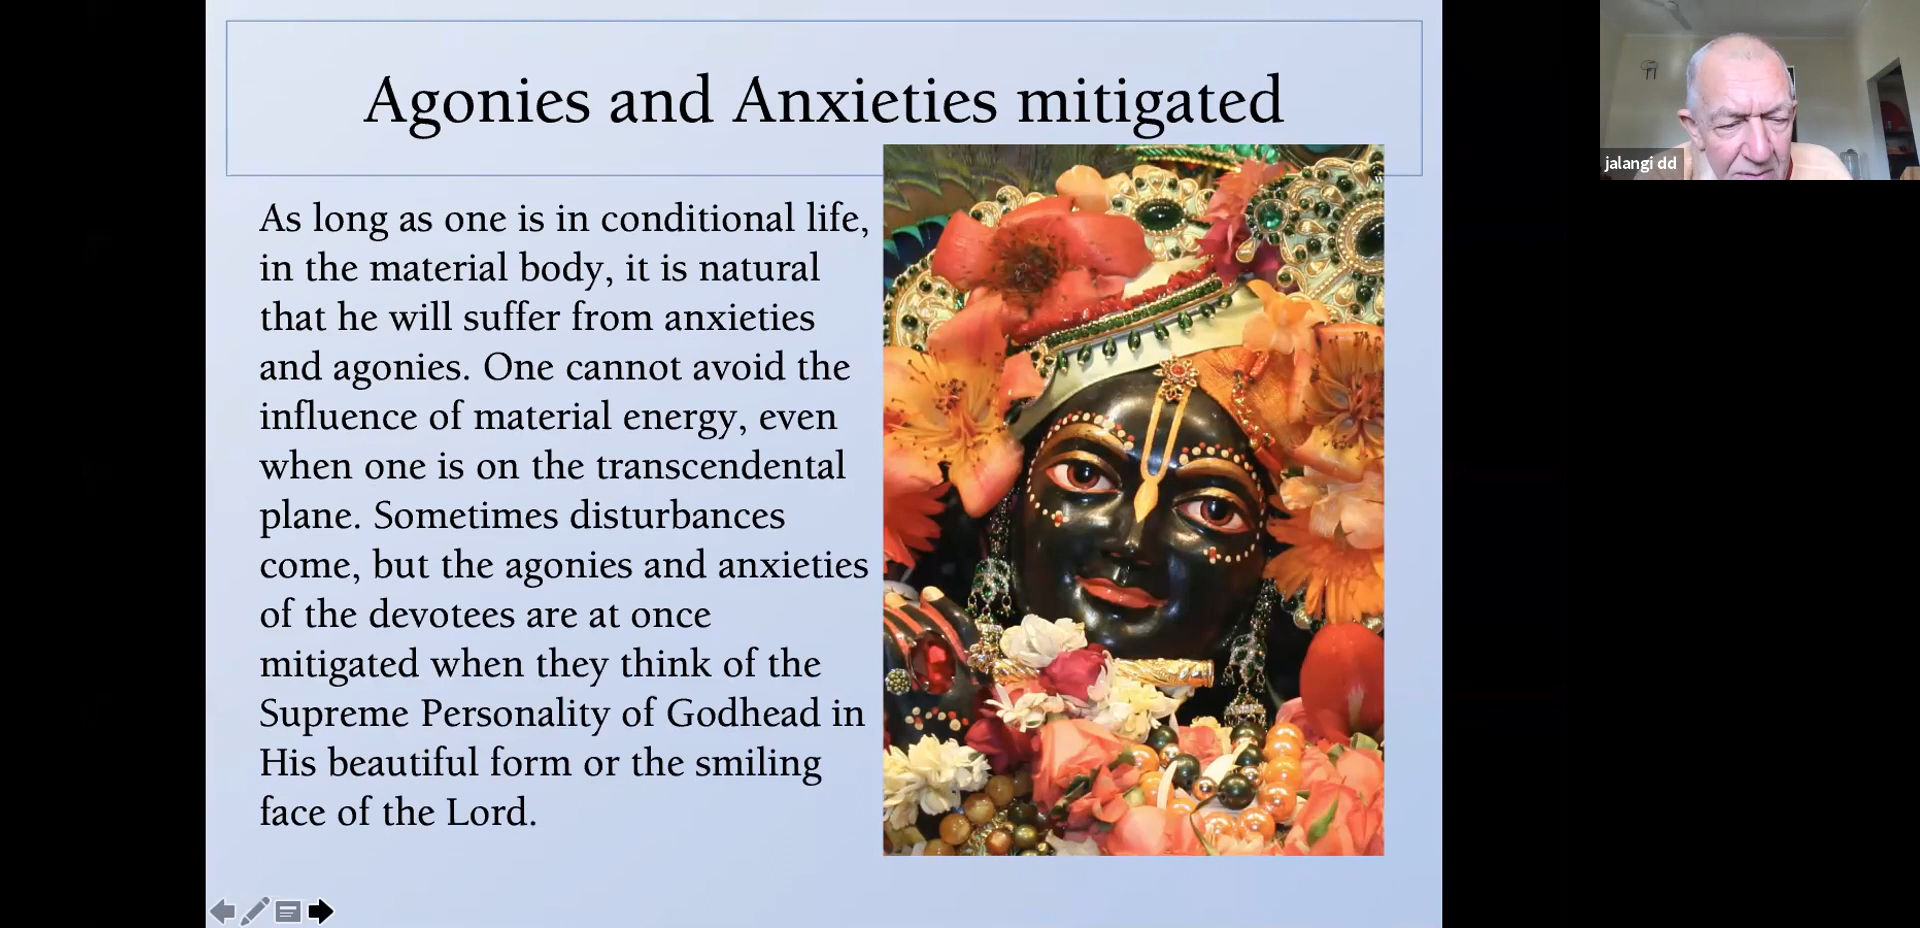 Agonies and Anxieties mitigated
As long as one is in conditional life,
in the material body, it is natural
that he will suffer from anxieties
and agonies. One cannot avoid the
influence of material energy, even
when one is on the transcendental
plane. Sometimes disturbances
come, but the agonies and anxieties
of the devotees are at once
mitigated when they think of the
Supreme Personality of Godhead in
His beautiful form or the smiling
face of the Lord.
jalangi dd